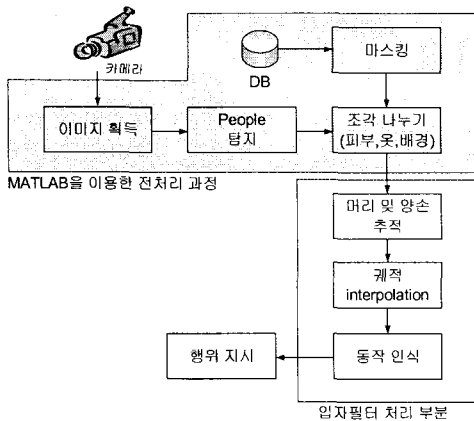 카메라
DB
마스킹
이미지 획득
People
탐지
조각 나누기
(피부,옷,배경)
MATLAB을 이용한 전처리 과정
머리 및 양손
추적
궤적
interpolation
행위 지시
동작 인식
입자필터 처리 부분